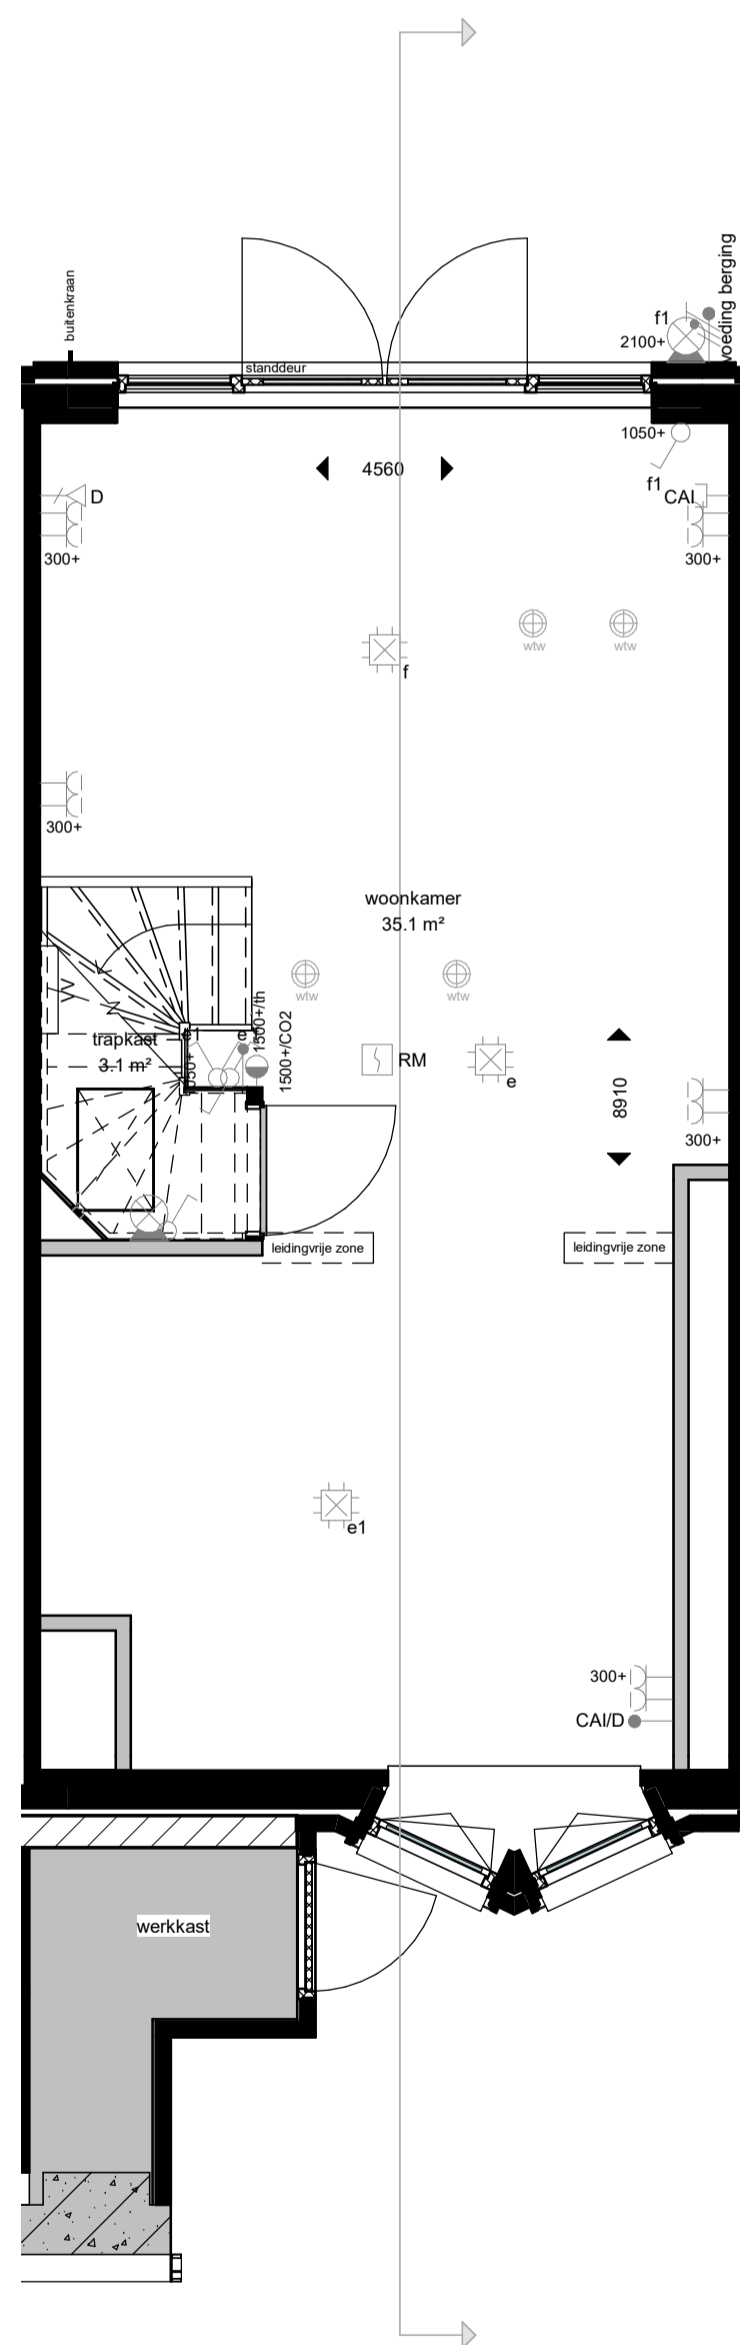 buitenkraan
voeding berging
f1
2100+
standdeur
1050+
f1
4560
D
CAI
300+
300+
wtw
wtw
f
300+
woonkamer
35.1 m²
wtw
wtw
trapkast
3.1 m²
e1
e
1050+
1500+/th
1500+/CO2
RM
e
8910
300+
leidingvrije zone
leidingvrije zone
e1
300+
CAI/D
werkkast